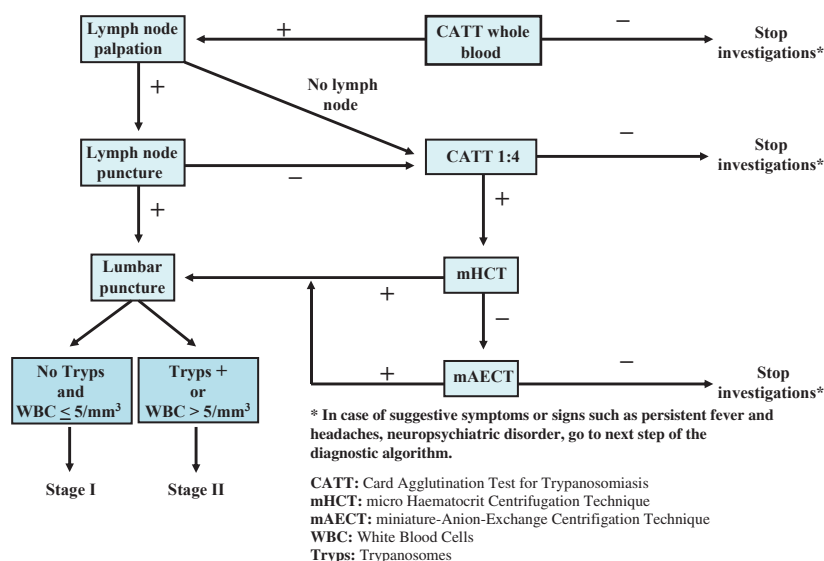 Lymph node
palpation
+
CATT whole
blood
−
Stop
investigations*
+
No lymph
node
Lymph node
puncture
−
CATT 1:4
−
Stop
investigations*
+
+
Lumbar
puncture
+
mHCT
−
No Tryps
and
WBC ≤ 5/mm³
Tryps +
or
WBC > 5/mm³
+
mAECT
−
Stop
investigations*
Stage I
Stage II
* In case of suggestive symptoms or signs such as persistent fever and
headaches, neuropsychiatric disorder, go to next step of the
diagnostic algorithm.
CATT: Card Agglutination Test for Trypanosomiasis
mHCT: micro Haematocrit Centrifugation Technique
mAECT: miniature-Anion-Exchange Centrifigation Technique
WBC: White Blood Cells
Tryps: Trypanosomes